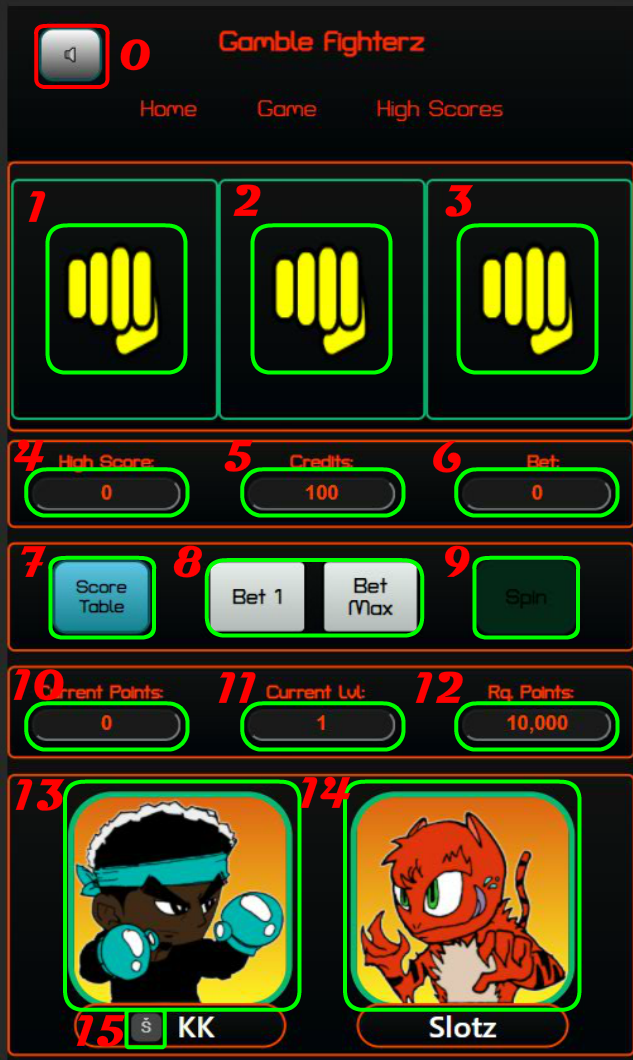 0
Gamble Fighterz
Home Game High Scores
1 2 3
4 5 6
High Score: Credits: Bet:
0 100 0
7 8 9
Score Table Bet 1 Bet Max Spin
10 11 12
Current Points: Current Lvl: Rq. Points:
0 1 10,000
13 14
15 Š KK Slotz